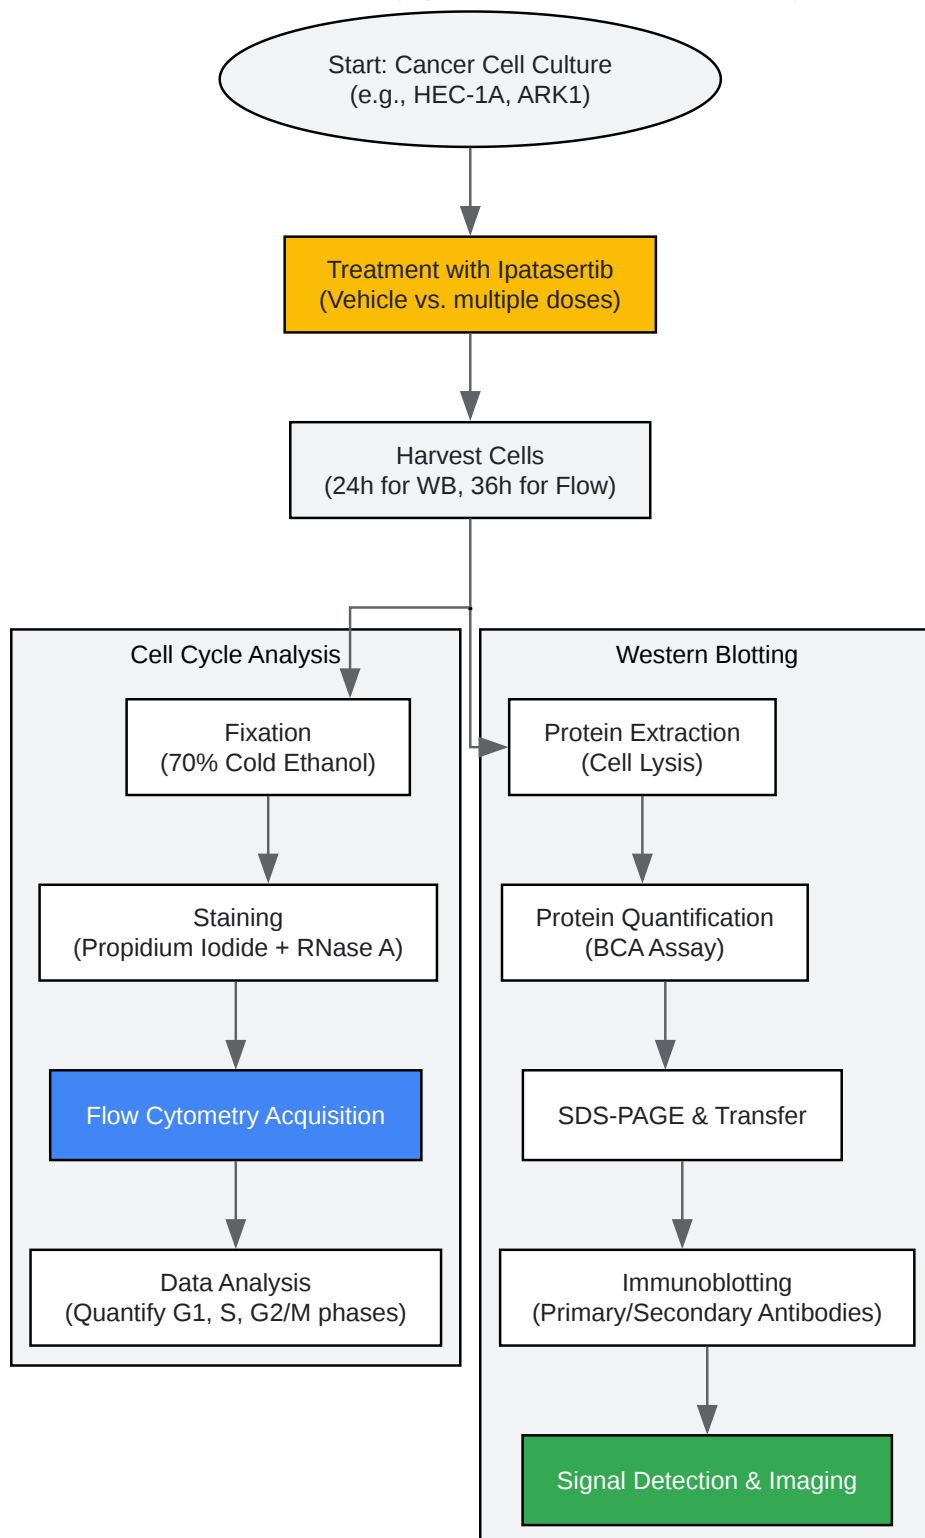 Start: Cancer Cell Culture
(e.g., HEC-1A, ARK1)
Treatment with Ipatasertib
(Vehicle vs. multiple doses)
Harvest Cells
(24h for WB, 36h for Flow)
Cell Cycle Analysis
Fixation
(70% Cold Ethanol)
Staining
(Propidium Iodide + RNase A)
Flow Cytometry Acquisition
Data Analysis
(Quantify G1, S, G2/M phases)
Western Blotting
Protein Extraction
(Cell Lysis)
Protein Quantification
(BCA Assay)
SDS-PAGE & Transfer
Immunoblotting
(Primary/Secondary Antibodies)
Signal Detection & Imaging